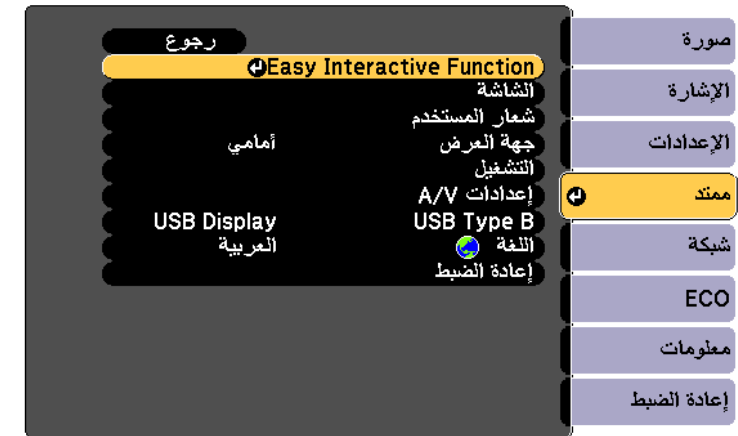 صورة
الإشارة
الإعدادات
ممتد
شبكة
ECO
معلومات
إعادة الضبط
رجوع
Easy Interactive Function
الشاشة
شعار المستخدم
جهة العرض أمامي
التشغيل
إعدادات A/V
USB Type B USB Display
اللغة العربية
إعادة الضبط